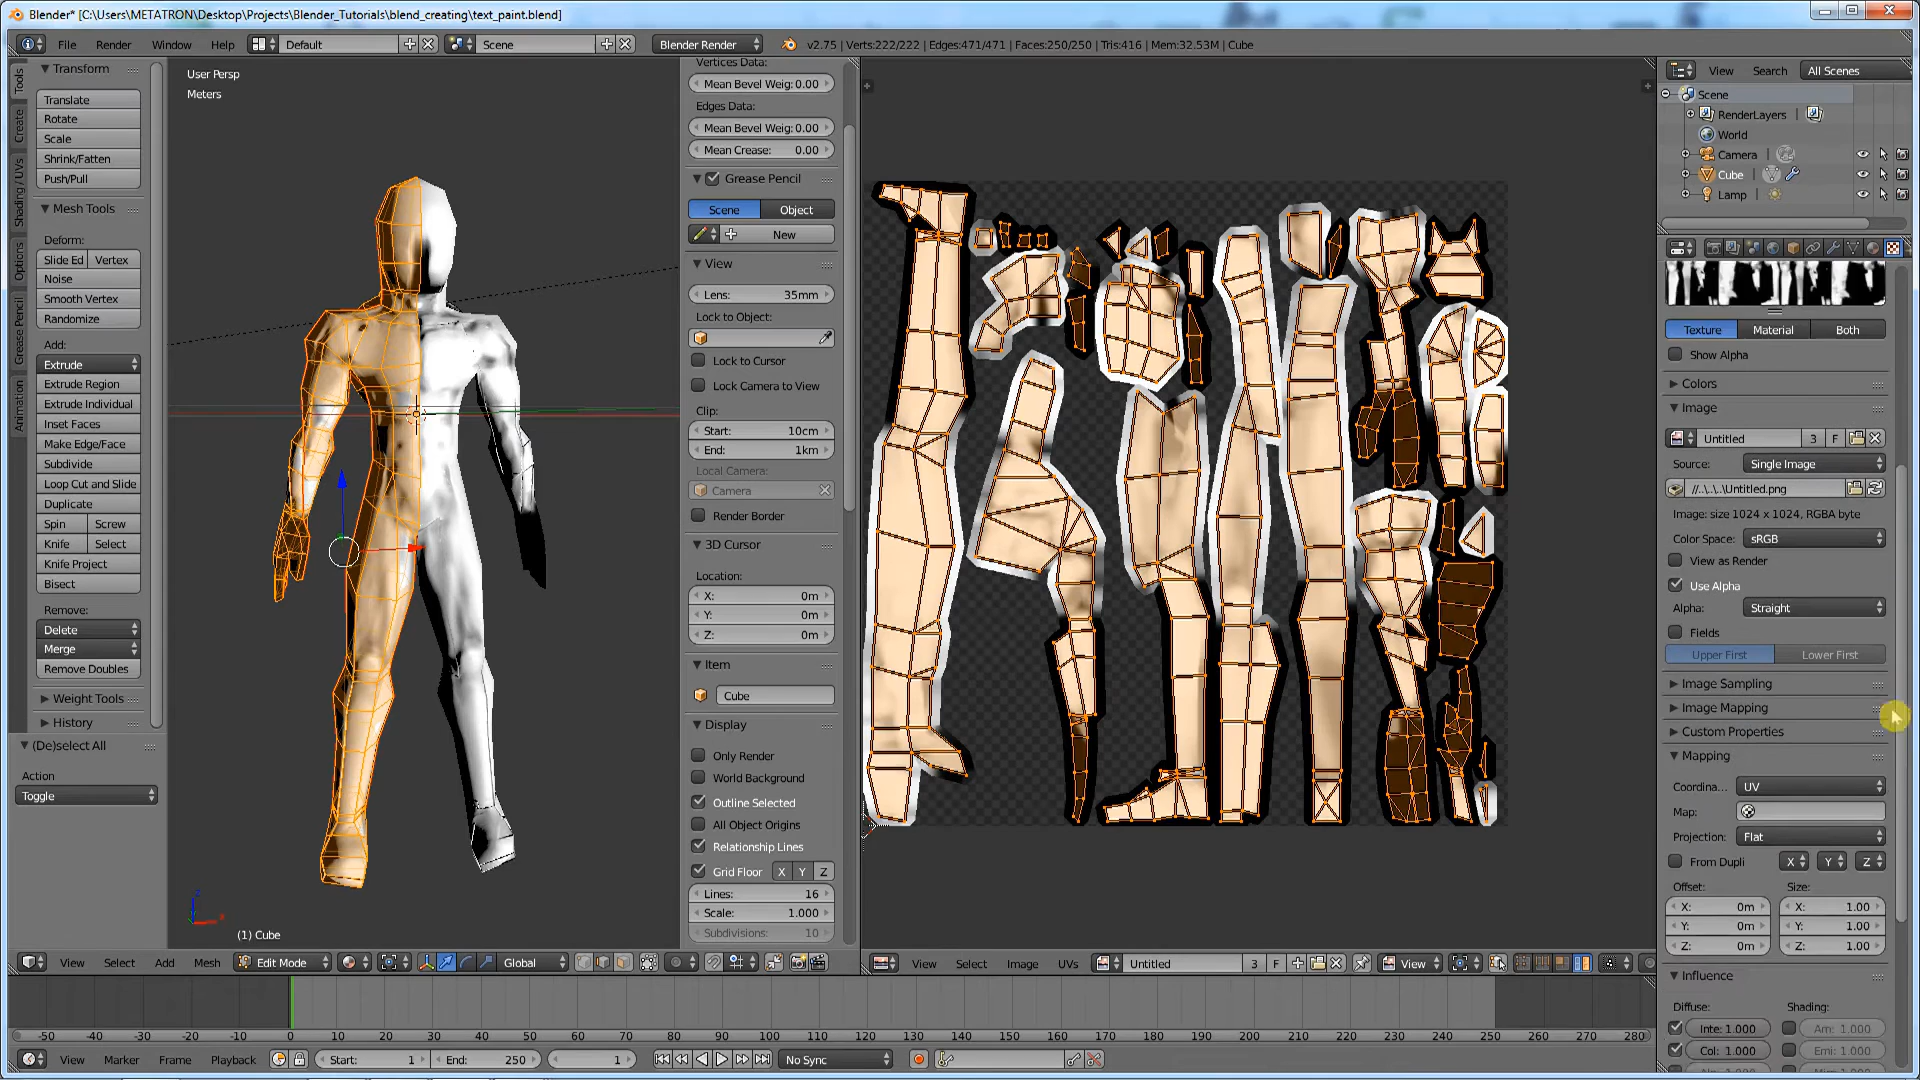 Blender* [C:\Users\METATRON\Desktop\Projects\Blender_Tutorials\blend_creating\text_paint.blend]
File Render Window Help Default Scene Blender Render v2.75 | Verts:222/222 | Edges:471/471 | Faces:250/250 | Tris:416 | Mem:32.53M | Cube
Tools
Create
Shading / UVs
Options
Grease Pencil
Animation
Transform
Translate
Rotate
Scale
Shrink/Fatten
Push/Pull
Mesh Tools
Deform:
Slide Ed Vertex
Noise
Smooth Vertex
Randomize
Add:
Extrude
Extrude Region
Extrude Individual
Inset Faces
Make Edge/Face
Subdivide
Loop Cut and Slide
Duplicate
Spin Screw
Knife Select
Knife Project
Bisect
Remove:
Delete
Merge
Remove Doubles
Weight Tools
History
(De)select All
Action
Toggle
User Persp
Meters
(1) Cube
Vertices Data:
Mean Bevel Weig: 0.00
Edges Data:
Mean Bevel Weig: 0.00
Mean Crease: 0.00
Grease Pencil
Scene Object
New
View
Lens: 35mm
Lock to Object:
Lock to Cursor
Lock Camera to View
Clip:
Start: 10cm
End: 1km
Local Camera:
Camera
Render Border
3D Cursor
Location:
X: 0m
Y: 0m
Z: 0m
Item
Cube
Display
Only Render
World Background
Outline Selected
All Object Origins
Relationship Lines
Grid Floor X Y Z
Lines: 16
Scale: 1.000
Subdivisions: 10
View Search All Scenes
Scene
RenderLayers
World
Camera
Cube
Lamp
Texture Material Both
Show Alpha
Colors
Image
Untitled 3 F
Source: Single Image
//..\..\..\Untitled.png
Image: size 1024 x 1024, RGBA byte
Color Space: sRGB
View as Render
Use Alpha
Alpha: Straight
Fields
Upper First Lower First
Image Sampling
Image Mapping
Custom Properties
Mapping
Coordina... UV
Map:
Projection: Flat
From Dupli X Y Z
Offset: Size:
X: 0m X: 1.00
Y: 0m Y: 1.00
Z: 0m Z: 1.00
Influence
Diffuse: Shading:
Inte: 1.000 Am: 1.000
Col: 1.000 Emi: 1.000
View Select Add Mesh Edit Mode Global View Select Image UVs Untitled 3 F View
-50 -40 -30 -20 -10 0 10 20 30 40 50 60 70 80 90 100 110 120 130 140 150 160 170 180 190 200 210 220 230 240 250 260 270 280
View Marker Frame Playback Start: 1 End: 250 1 No Sync